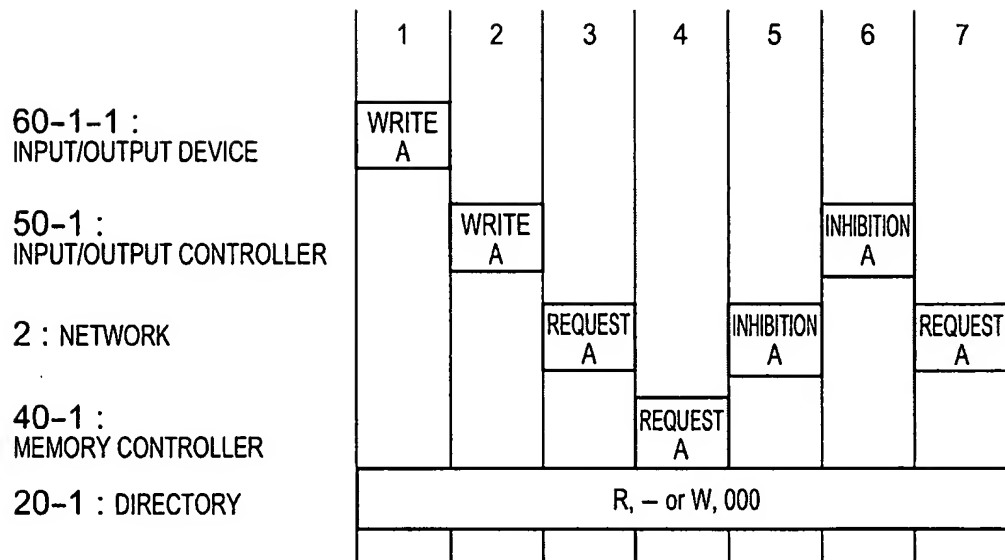 1 2 3 4 5 6 7
60-1-1 :
INPUT/OUTPUT DEVICE
WRITE
A
50-1 :
INPUT/OUTPUT CONTROLLER
WRITE
A
INHIBITION
A
2 : NETWORK
REQUEST
A
INHIBITION
A
REQUEST
A
40-1 :
MEMORY CONTROLLER
REQUEST
A
20-1 : DIRECTORY
R, — or W, 000